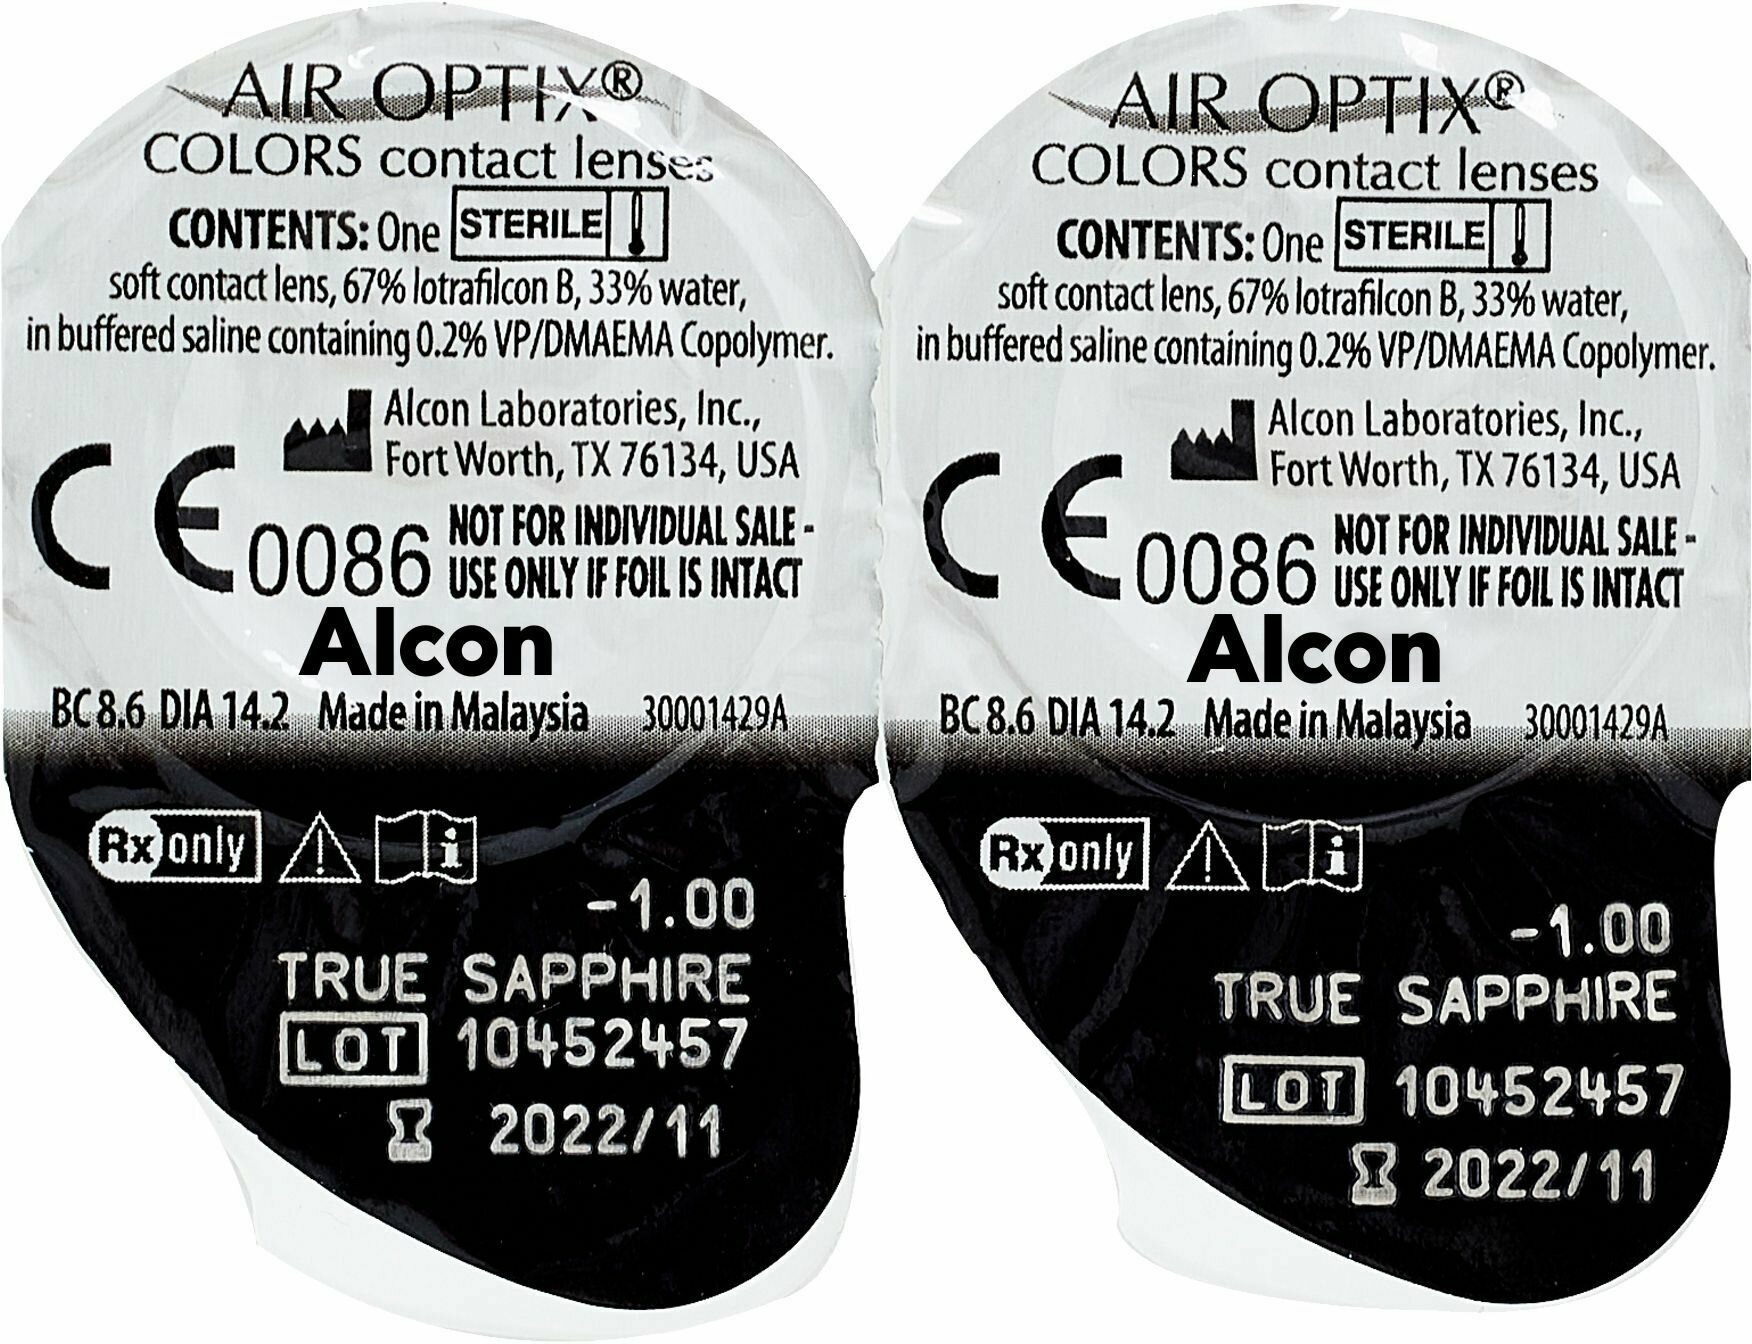 AIR OPTIX®
COLORS contact lenses
CONTENTS: One STERILE
soft contact lens, 67% lotrafilcon B, 33% water,
in buffered saline containing 0.2% VP/DMAEMA Copolymer.
Alcon Laboratories, Inc.,
Fort Worth, TX 76134, USA
CE 0086 NOT FOR INDIVIDUAL SALE -
USE ONLY IF FOIL IS INTACT
Alcon
BC 8.6 DIA 14.2 Made in Malaysia 30001429A
Rx only
-1.00
TRUE SAPPHIRE
LOT 10452457
2022/11
AIR OPTIX®
COLORS contact lenses
CONTENTS: One STERILE
soft contact lens, 67% lotrafilcon B, 33% water,
in buffered saline containing 0.2% VP/DMAEMA Copolymer.
Alcon Laboratories, Inc.,
Fort Worth, TX 76134, USA
CE 0086 NOT FOR INDIVIDUAL SALE -
USE ONLY IF FOIL IS INTACT
Alcon
BC 8.6 DIA 14.2 Made in Malaysia 30001429A
Rx only
-1.00
TRUE SAPPHIRE
LOT 10452457
2022/11